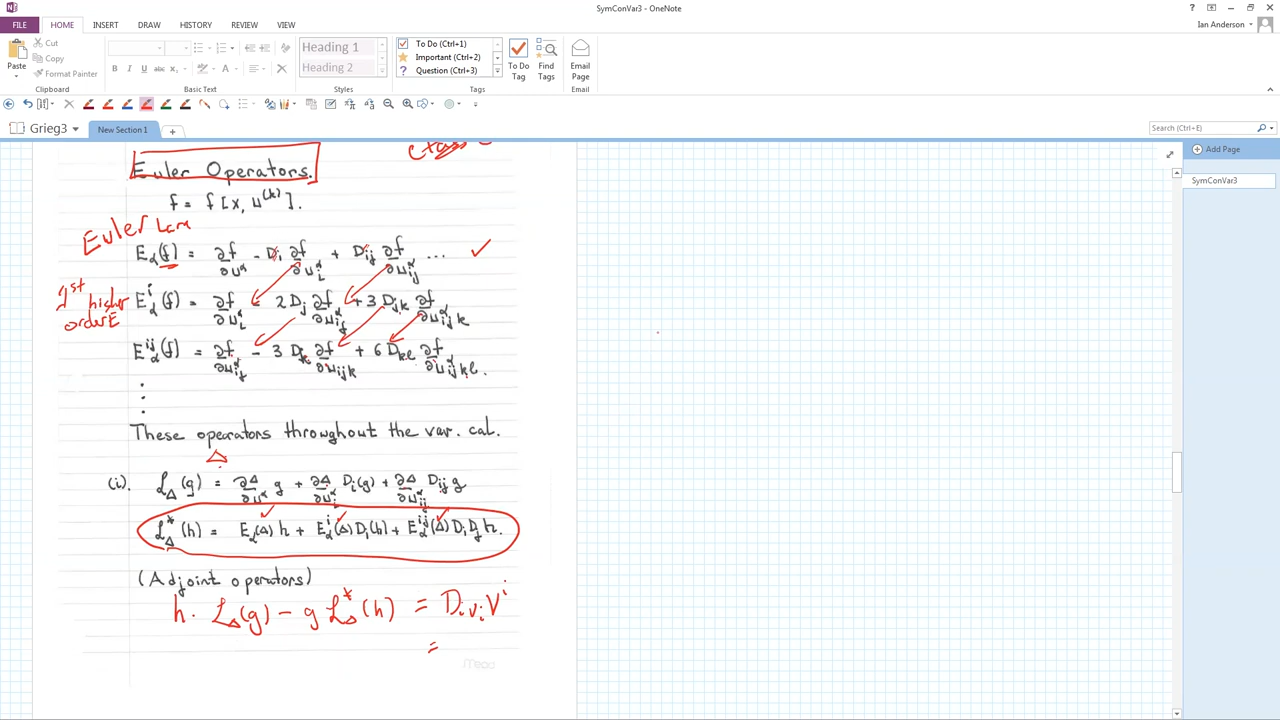 SymConVar3 - OneNote
FILE HOME INSERT DRAW HISTORY REVIEW VIEW
Ian Anderson
Cut
Copy
Format Painter
Paste
Clipboard
B I U abc x₂
Basic Text
Heading 1
Heading 2
Styles
To Do (Ctrl+1)
Important (Ctrl+2)
Question (Ctrl+3)
Tags
To Do Tag
Find Tags
Email Page
Email
Grieg3
New Section 1
Search (Ctrl+E)
Add Page
SymConVar3
Euler Operators.
f = f[x, u^(k)].
Euler
E_α(f) = ∂f/∂u^α - D_i ∂f/∂u^α_i + D_ij ∂f/∂u^α_ij ... ✓
1st higher order E
E^i_α(f) = ∂f/∂u^α_i - 2 D_j ∂f/∂u^α_ij + 3 D_jk ∂f/∂u^α_ijk
E^ij_α(f) = ∂f/∂u^α_ij - 3 D_k ∂f/∂u^α_ijk + 6 D_kl ∂f/∂u^α_ijkl.
These operators throughout the var. cal.
Δ
(i). L_Δ(g) = ∂Δ/∂u^α g + ∂Δ/∂u^α_i D_i(g) + ∂Δ/∂u^α_ij D_ij g
L*_Δ(h) = E_α(Δ) h + E^i_α(Δ) D_i(h) + E^ij_α(Δ) D_i D_j h.
(Adjoint operators)
h · L_Δ(g) - g L*_Δ(h) = D_i v_i V^i
=